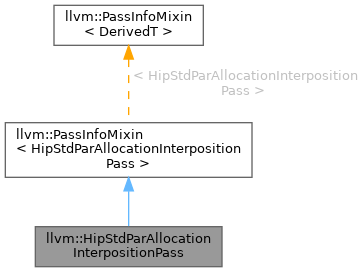 llvm::PassInfoMixin
< DerivedT >
< HipStdParAllocationInterposition
Pass >
llvm::PassInfoMixin
< HipStdParAllocationInterposition
Pass >
llvm::HipStdParAllocation
InterpositionPass